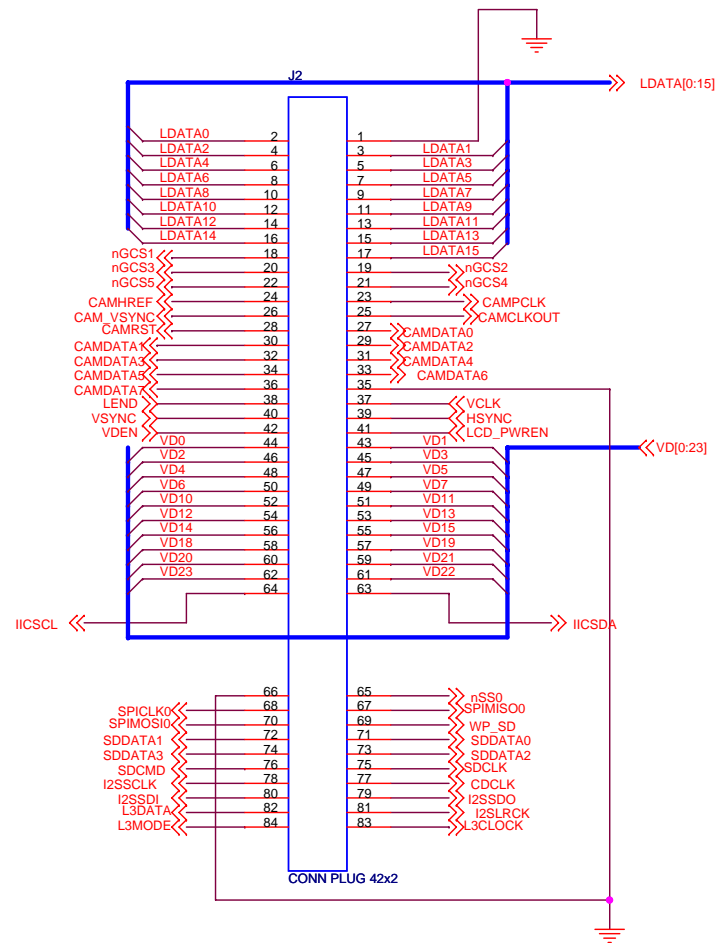 J2
LDATA[0:15]
LDATA0 2 1
LDATA2 4 3 LDATA1
LDATA4 6 5 LDATA3
LDATA6 8 7 LDATA5
LDATA8 10 9 LDATA7
LDATA10 12 11 LDATA9
LDATA12 14 13 LDATA11
LDATA14 16 15 LDATA13
nGCS1 18 17 LDATA15
nGCS3 20 19 nGCS2
nGCS5 22 21 nGCS4
CAMHREF 24 23 CAMPCLK
CAM_VSYNC 26 25 CAMCLKOUT
CAMRST 28 27 CAMDATA0
CAMDATA1 30 29 CAMDATA2
CAMDATA3 32 31 CAMDATA4
CAMDATA5 34 33 CAMDATA6
CAMDATA7 36 35
LEND 38 37 VCLK
VSYNC 40 39 HSYNC
VDEN 42 41 LCD_PWREN
VD0 44 43 VD1
VD[0:23]
VD2 46 45 VD3
VD4 48 47 VD5
VD6 50 49 VD7
VD10 52 51 VD11
VD12 54 53 VD13
VD14 56 55 VD15
VD18 58 57 VD19
VD20 60 59 VD21
VD23 62 61 VD22
64 63
IICSCL IICSDA
66 65 nSS0
SPICLK0 68 67 SPIMISO0
SPIMOSI0 70 69 WP_SD
SDDATA1 72 71 SDDATA0
SDDATA3 74 73 SDDATA2
SDCMD 76 75 SDCLK
I2SSCLK 78 77 CDCLK
I2SSDI 80 79 I2SSDO
L3DATA 82 81 I2SLRCK
L3MODE 84 83 L3CLOCK
CONN PLUG 42x2